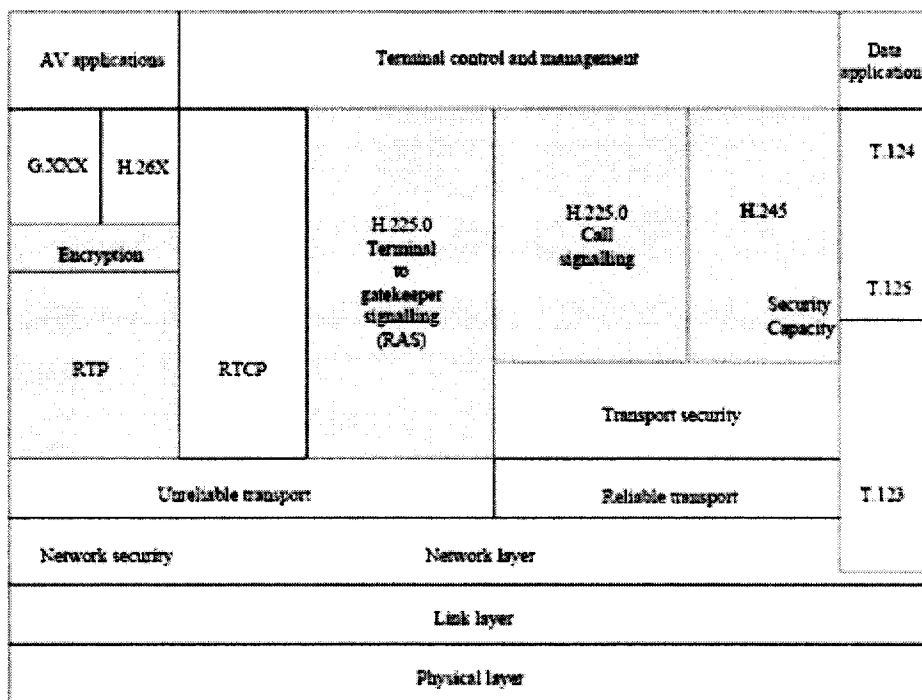 AV applications
Terminal control and management
Data
application
G.XXX
H.26X
Encryption
RTP
RTCP
H.225.0
Terminal
to
gatekeeper
signalling
(RAS)
H.225.0
Call
signalling
H.245
Security
Capacity
T.124
T.125
Transport security
Unreliable transport
Reliable transport
T.123
Network security
Network layer
Link layer
Physical layer